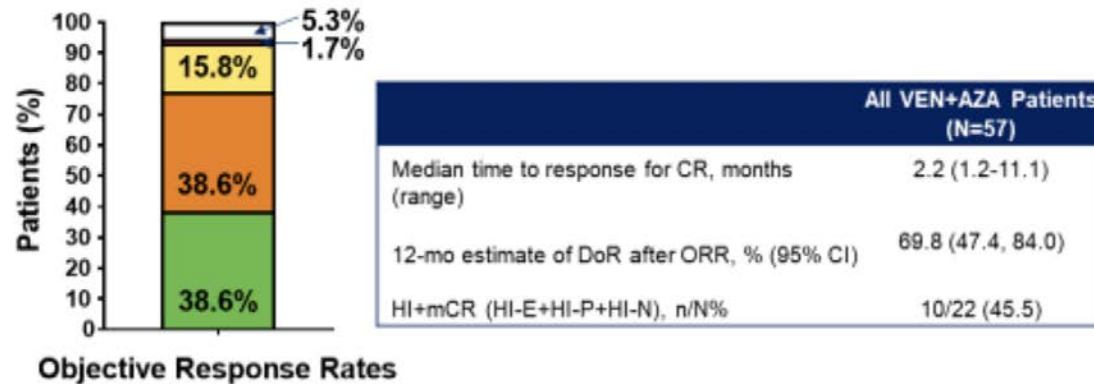 100
90
80
70
60
50
40
30
20
10
0
Patients (%)
5.3%
1.7%
15.8%
38.6%
38.6%
Objective Response Rates
All VEN+AZA Patients
(N=57)
Median time to response for CR, months
(range)
2.2 (1.2-11.1)
12-mo estimate of DoR after ORR, % (95% CI)
69.8 (47.4, 84.0)
HI+mCR (HI-E+HI-P+HI-N), n/N%
10/22 (45.5)